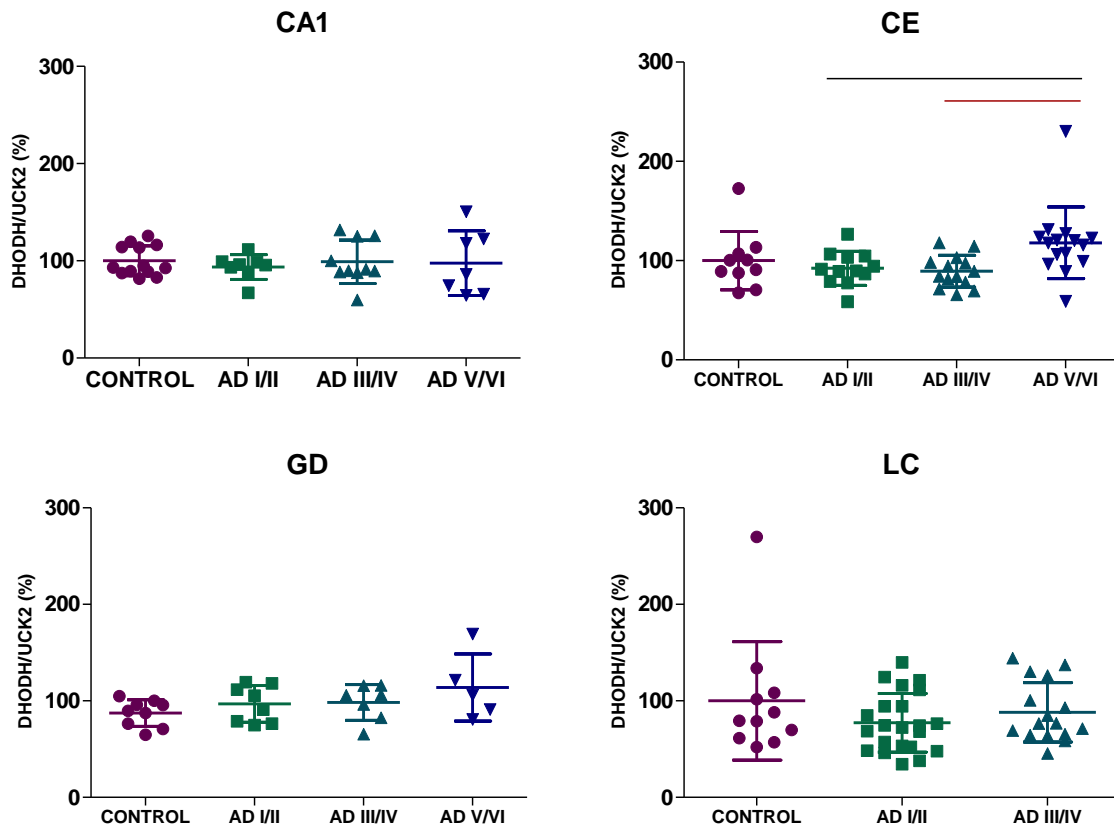 CA1
DHODH/UCK2 (%)
300
200
100
0
CONTROL AD I/II AD III/IV AD V/VI
CE
DHODH/UCK2 (%)
300
200
100
0
CONTROL AD I/II AD III/IV AD V/VI
GD
DHODH/UCK2 (%)
300
200
100
0
CONTROL AD I/II AD III/IV AD V/VI
LC
DHODH/UCK2 (%)
300
200
100
0
CONTROL AD I/II AD III/IV